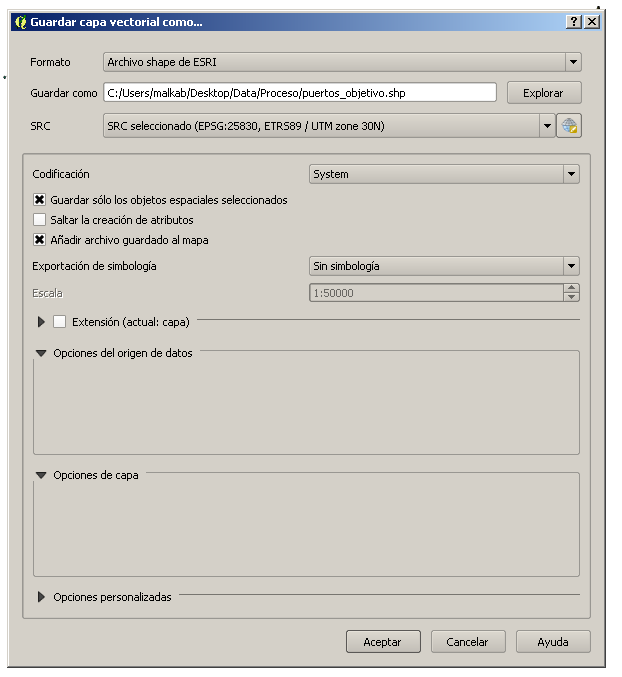 Guardar capa vectorial como...
Formato Archivo shape de ESRI
Guardar como C:/Users/malkab/Desktop/Data/Proceso/puertos_objetivo.shp Explorar
SRC SRC seleccionado (EPSG:25830, ETRS89 / UTM zone 30N)
Codificación System
Guardar sólo los objetos espaciales seleccionados
Saltar la creación de atributos
Añadir archivo guardado al mapa
Exportación de simbología Sin simbología
Escala 1:50000
Extensión (actual: capa)
Opciones del origen de datos
Opciones de capa
Opciones personalizadas
Aceptar Cancelar Ayuda